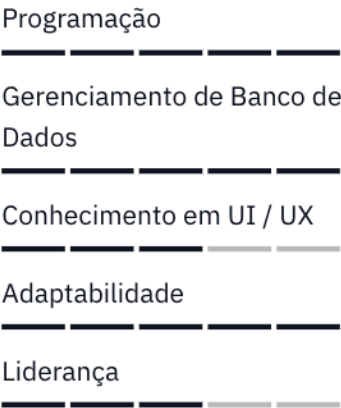 Programação
Gerenciamento de Banco de
Dados
Conhecimento em UI / UX
Adaptabilidade
Liderança